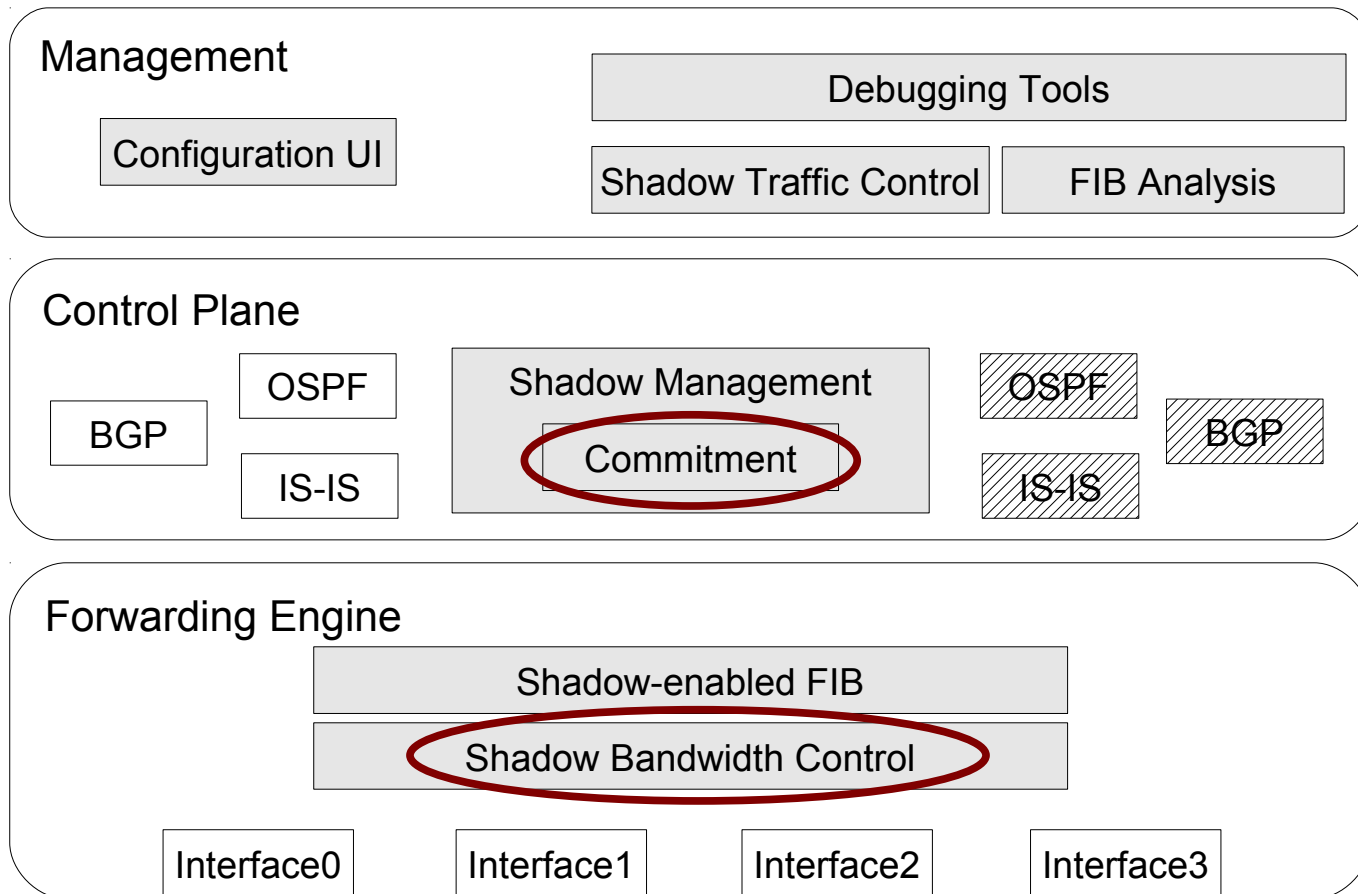 Management
Debugging Tools
Configuration UI
Shadow Traffic Control
FIB Analysis
Control Plane
OSPF
Shadow Management
OSPF
BGP
Commitment
BGP
IS-IS
IS-IS
Forwarding Engine
Shadow-enabled FIB
Shadow Bandwidth Control
Interface0
Interface1
Interface2
Interface3